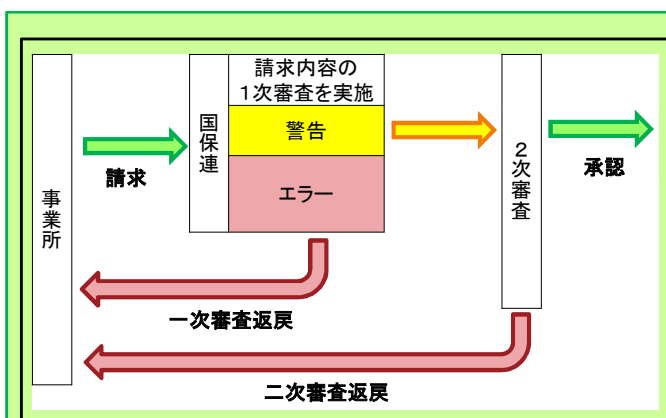 事業所
請求
国保連
請求内容の
１次審査を実施
警告
エラー
２次審査
承認
一次審査返戻
二次審査返戻